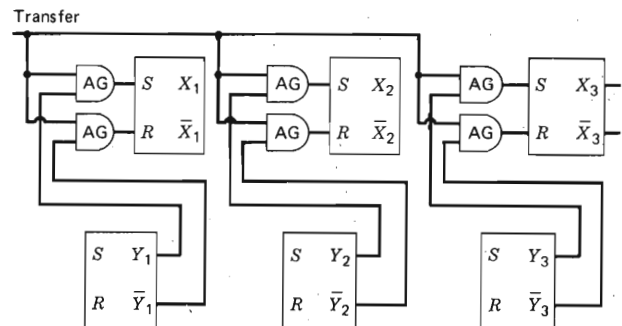 Transfer
AG S X₁ AG S X₂ AG S X₃
AG R X̄₁ AG R X̄₂ AG R X̄₃
S Y₁ S Y₂ S Y₃
R Ȳ₁ R Ȳ₂ R Ȳ₃